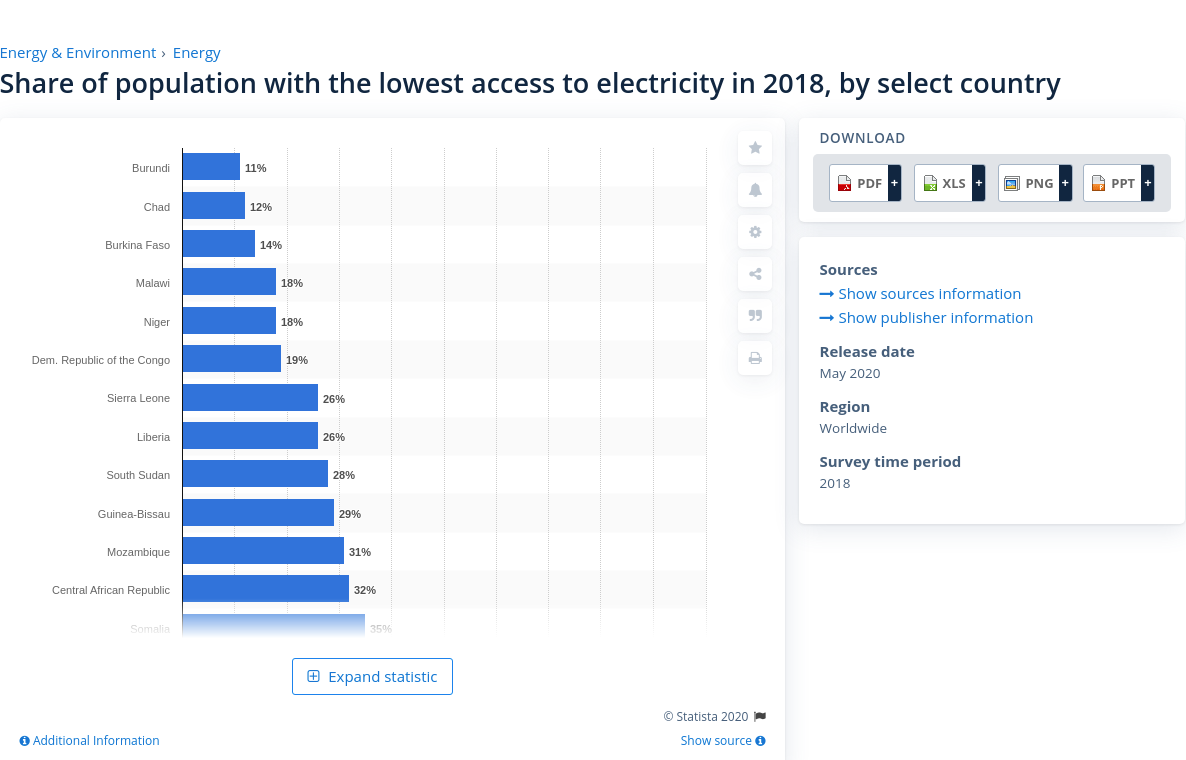 Energy & Environment › Energy
Share of population with the lowest access to electricity in 2018, by select country
Burundi 11%
Chad 12%
Burkina Faso 14%
Malawi 18%
Niger 18%
Dem. Republic of the Congo 19%
Sierra Leone 26%
Liberia 26%
South Sudan 28%
Guinea-Bissau 29%
Mozambique 31%
Central African Republic 32%
Somalia 35%
Expand statistic
© Statista 2020
Additional Information
Show source
DOWNLOAD
PDF + XLS + PNG + PPT +
Sources
Show sources information
Show publisher information
Release date
May 2020
Region
Worldwide
Survey time period
2018